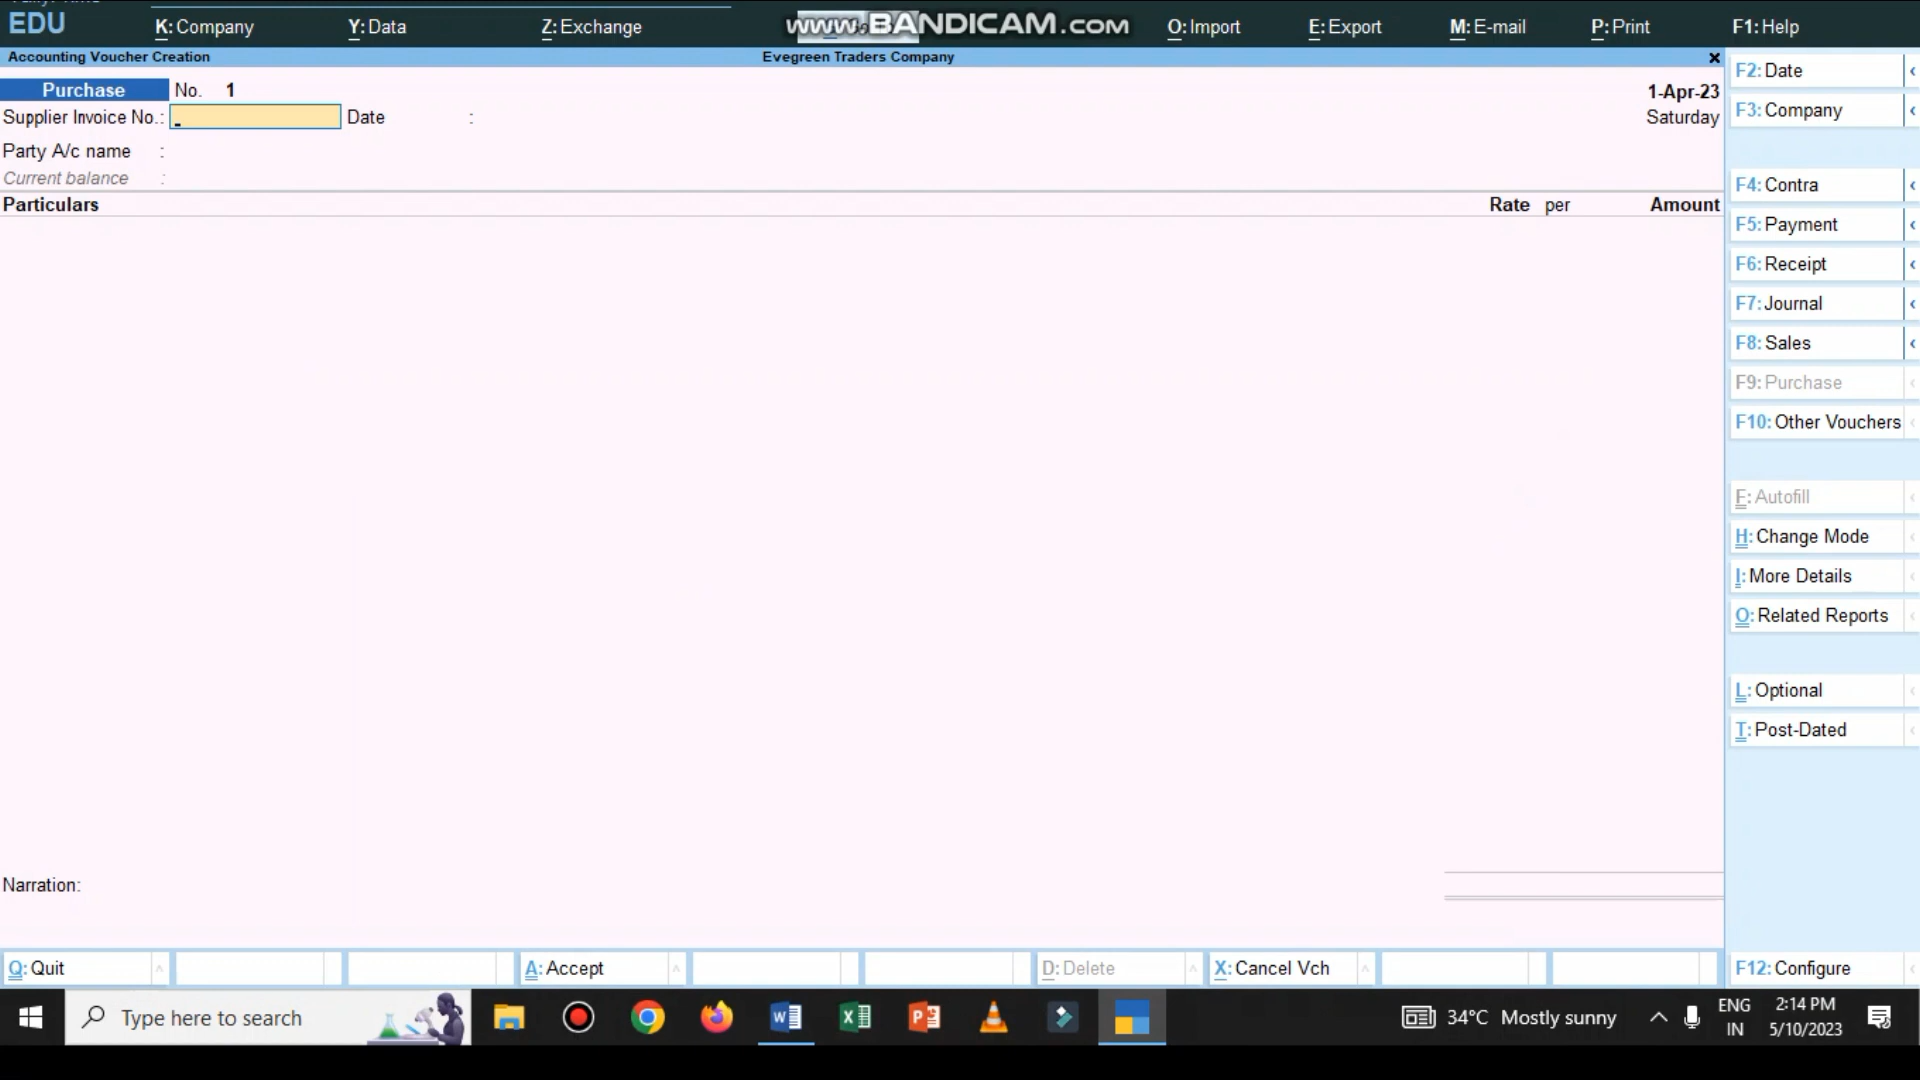 EDU
K: Company
Y: Data
Z: Exchange
www.BANDICAM.com
O: Import
E: Export
M: E-mail
P: Print
F1: Help
Accounting Voucher Creation
Evegreen Traders Company
Purchase No. 1
1-Apr-23
Supplier Invoice No.: Date :
Saturday
Party A/c name :
Current balance :
Particulars
Rate per
Amount
Narration:
F2: Date
F3: Company
F4: Contra
F5: Payment
F6: Receipt
F7: Journal
F8: Sales
F9: Purchase
F10: Other Vouchers
F: Autofill
H: Change Mode
I: More Details
O: Related Reports
L: Optional
T: Post-Dated
Q: Quit
A: Accept
D: Delete
X: Cancel Vch
F12: Configure
Type here to search
34°C Mostly sunny
ENG
IN
2:14 PM
5/10/2023